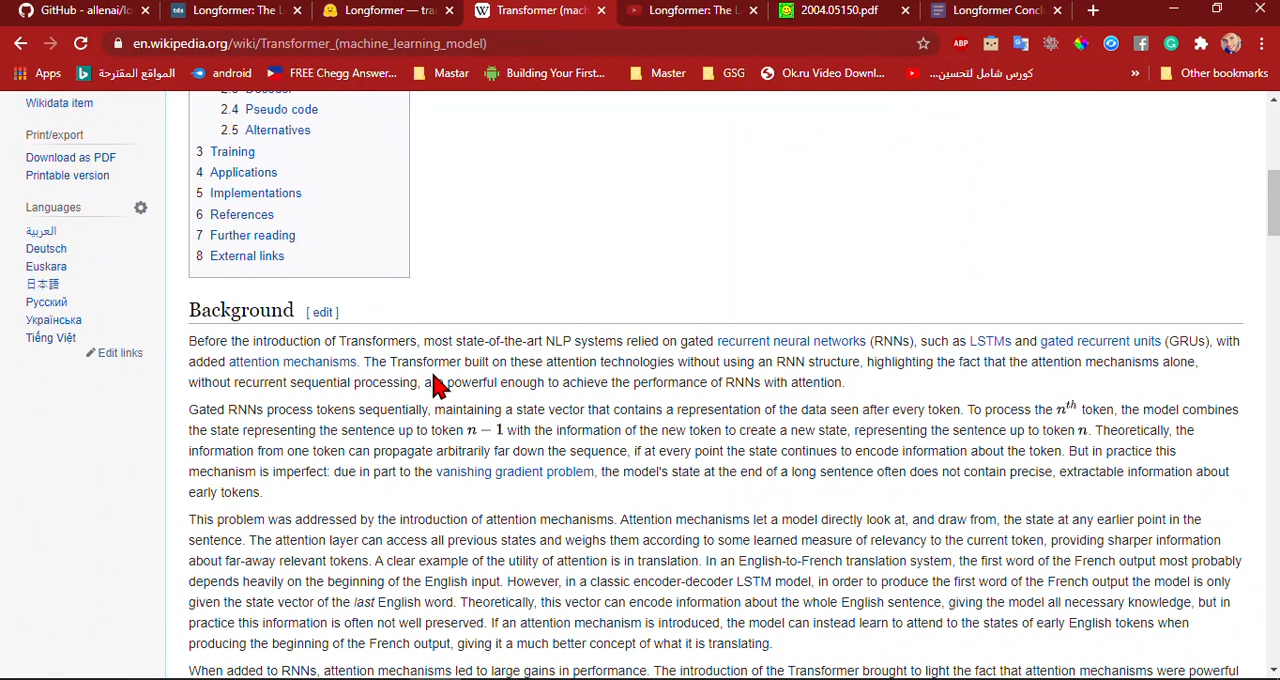 GitHub - allenai/lo
Longformer: The L
Longformer — tra
Transformer (mach
Longformer: The L
2004.05150.pdf
Longformer Concl
en.wikipedia.org/wiki/Transformer_(machine_learning_model)
ABP
Apps
المواقع المقترحة
android
FREE Chegg Answer...
Mastar
Building Your First...
Master
GSG
Ok.ru Video Downl...
كورس شامل لتحسين...
»
Other bookmarks
Wikidata item
Print/export
Download as PDF
Printable version
Languages
العربية
Deutsch
Euskara
日本語
Русский
Українська
Tiếng Việt
Edit links
2.4 Pseudo code
2.5 Alternatives
3 Training
4 Applications
5 Implementations
6 References
7 Further reading
8 External links
Background [ edit ]
Before the introduction of Transformers, most state-of-the-art NLP systems relied on gated recurrent neural networks (RNNs), such as LSTMs and gated recurrent units (GRUs), with
added attention mechanisms. The Transformer built on these attention technologies without using an RNN structure, highlighting the fact that the attention mechanisms alone,
without recurrent sequential processing, are powerful enough to achieve the performance of RNNs with attention.
Gated RNNs process tokens sequentially, maintaining a state vector that contains a representation of the data seen after every token. To process the nth token, the model combines
the state representing the sentence up to token n − 1 with the information of the new token to create a new state, representing the sentence up to token n. Theoretically, the
information from one token can propagate arbitrarily far down the sequence, if at every point the state continues to encode information about the token. But in practice this
mechanism is imperfect: due in part to the vanishing gradient problem, the model's state at the end of a long sentence often does not contain precise, extractable information about
early tokens.
This problem was addressed by the introduction of attention mechanisms. Attention mechanisms let a model directly look at, and draw from, the state at any earlier point in the
sentence. The attention layer can access all previous states and weighs them according to some learned measure of relevancy to the current token, providing sharper information
about far-away relevant tokens. A clear example of the utility of attention is in translation. In an English-to-French translation system, the first word of the French output most probably
depends heavily on the beginning of the English input. However, in a classic encoder-decoder LSTM model, in order to produce the first word of the French output the model is only
given the state vector of the last English word. Theoretically, this vector can encode information about the whole English sentence, giving the model all necessary knowledge, but in
practice this information is often not well preserved. If an attention mechanism is introduced, the model can instead learn to attend to the states of early English tokens when
producing the beginning of the French output, giving it a much better concept of what it is translating.
When added to RNNs, attention mechanisms led to large gains in performance. The introduction of the Transformer brought to light the fact that attention mechanisms were powerful